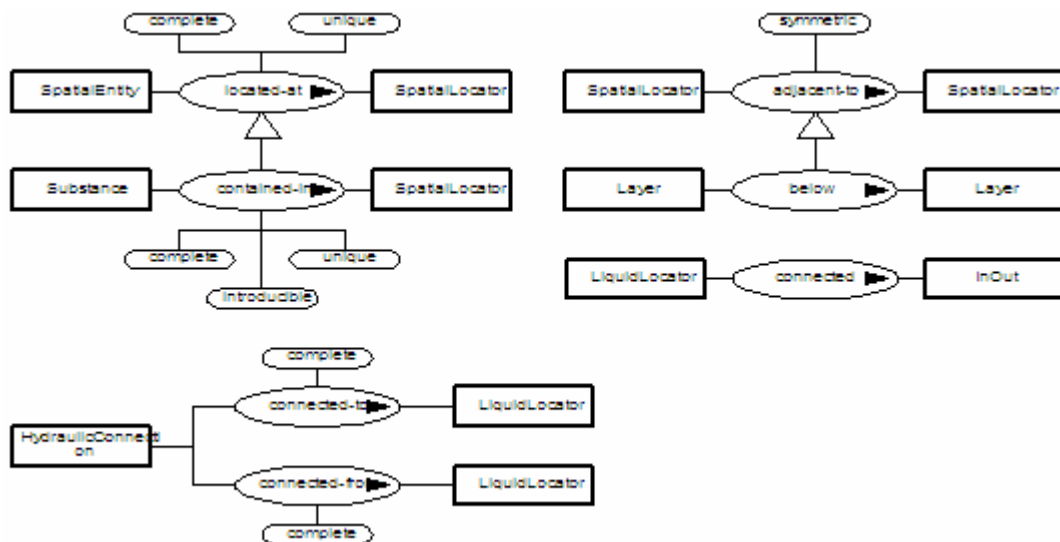 complete
unique
symmetric
SpatialEntity
located-at
SpatialLocator
SpatialLocator
adjacent-to
SpatialLocator
Substance
contained-in
SpatialLocator
Layer
below
Layer
complete
unique
introducible
LiquidLocator
connected
InOut
complete
connected-to
LiquidLocator
HydraulicConnecti
on
connected-fro
LiquidLocator
complete